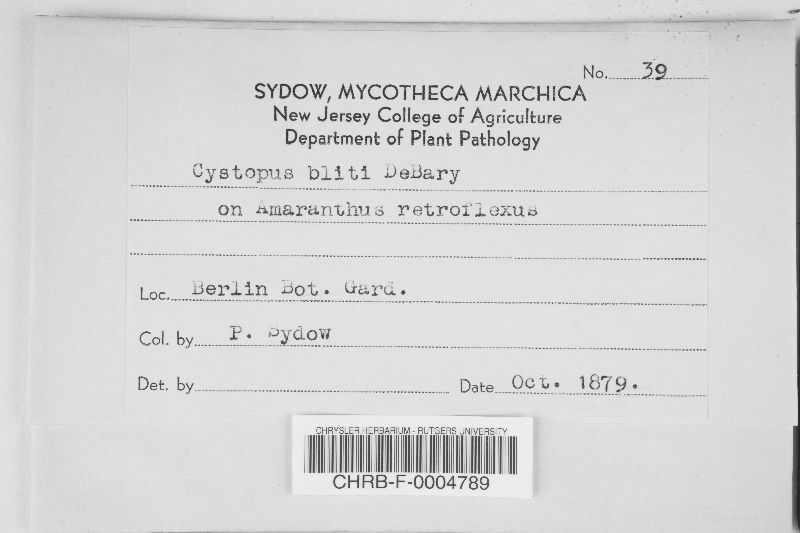 No. 39
SYDOW, MYCOTHECA MARCHICA
New Jersey College of Agriculture
Department of Plant Pathology
Cystopus bliti DeBary
on Amaranthus retroflexus
Loc. Berlin Bot. Gard.
Col. by P. Sydow
Det. by
Date Oct. 1879.
CHRYSLER HERBARIUM - RUTGERS UNIVERSITY
CHRB-F-0004789